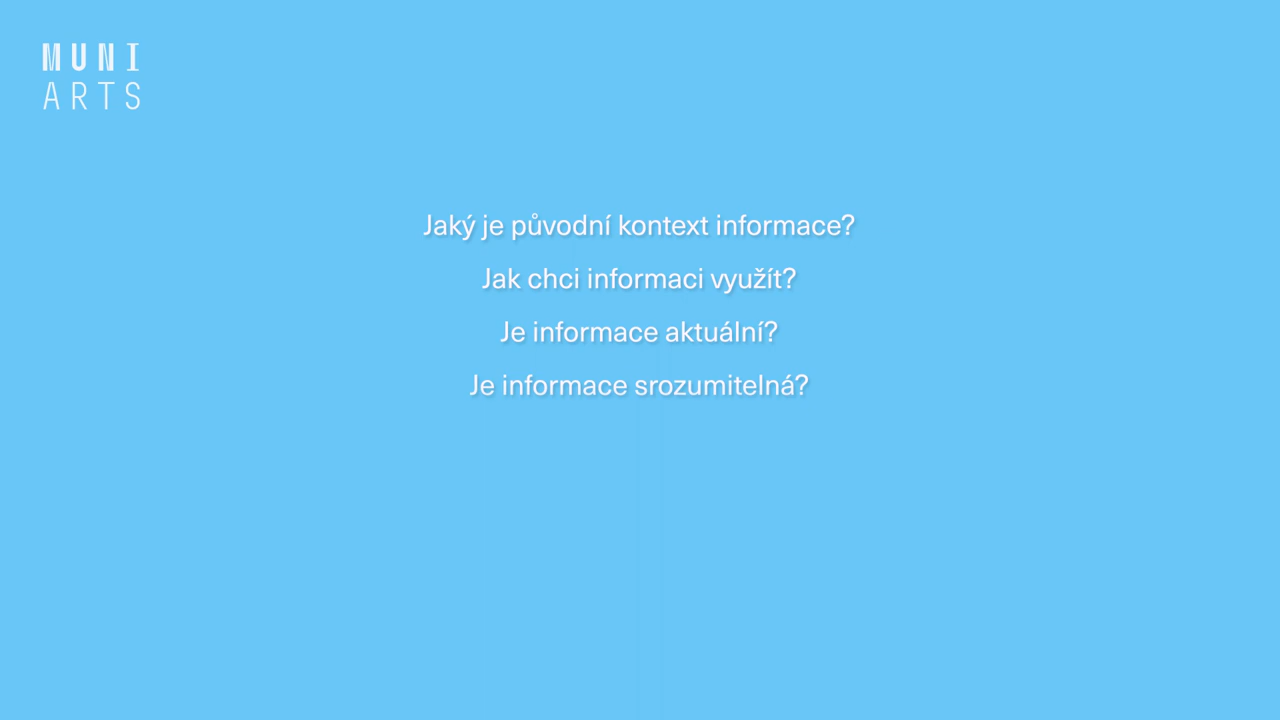 MUNI
ARTS
Jaký je původní kontext informace?
Jak chci informaci využít?
Je informace aktuální?
Je informace srozumitelná?